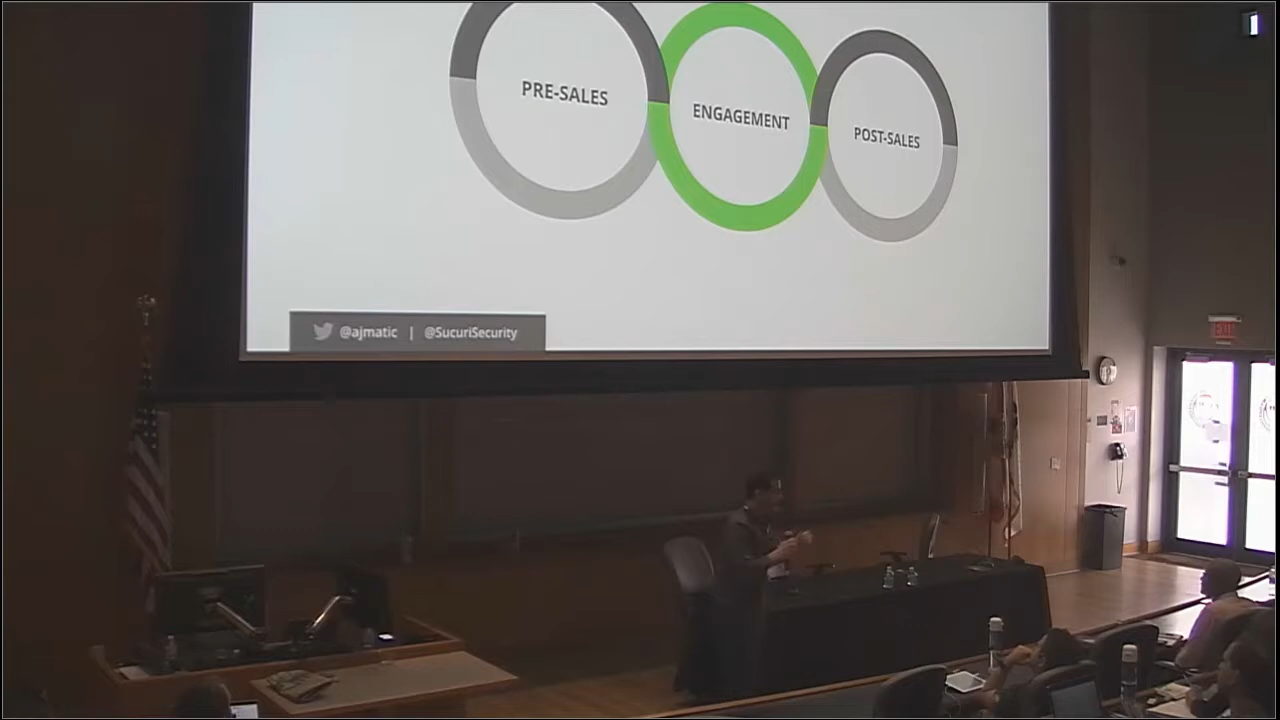 PRE-SALES
ENGAGEMENT
POST-SALES
@ajmatic | @SucuriSecurity
EXIT